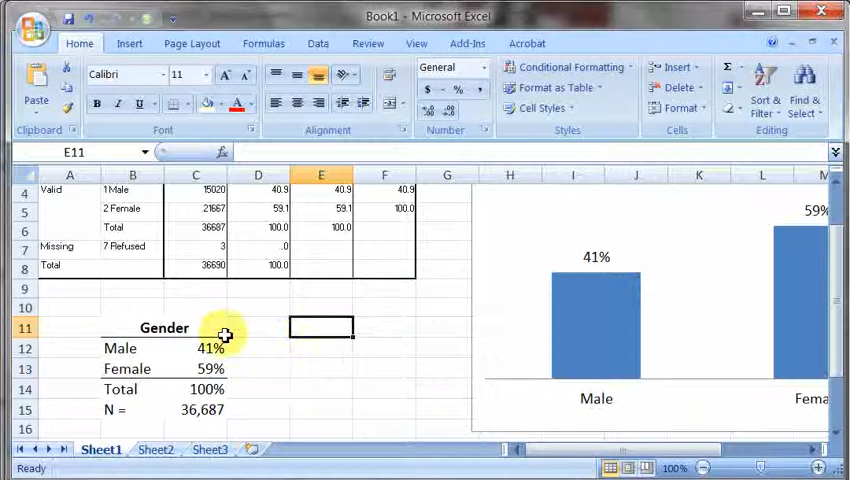 Book1 - Microsoft Excel
Home Insert Page Layout Formulas Data Review View Add-Ins Acrobat
Calibri 11 A A General Conditional Formatting Insert Σ
Paste Format as Table Delete Sort & Find &
B I U A $ % , Cell Styles Format Filter Select
Clipboard Font Alignment Number Styles Cells Editing
E11 fx
A B C D E F G H I J K L M
4 Valid 1 Male 15020 40.9 40.9 40.9
5 2 Female 21667 59.1 59.1 100.0
6 Total 36687 100.0 100.0
7 Missing 7 Refused 3 .0
8 Total 36690 100.0
9
10
11 Gender
12 Male 41%
13 Female 59%
14 Total 100%
15 N = 36,687
16
59%
41%
Male Fema
Sheet1 Sheet2 Sheet3
Ready 100%